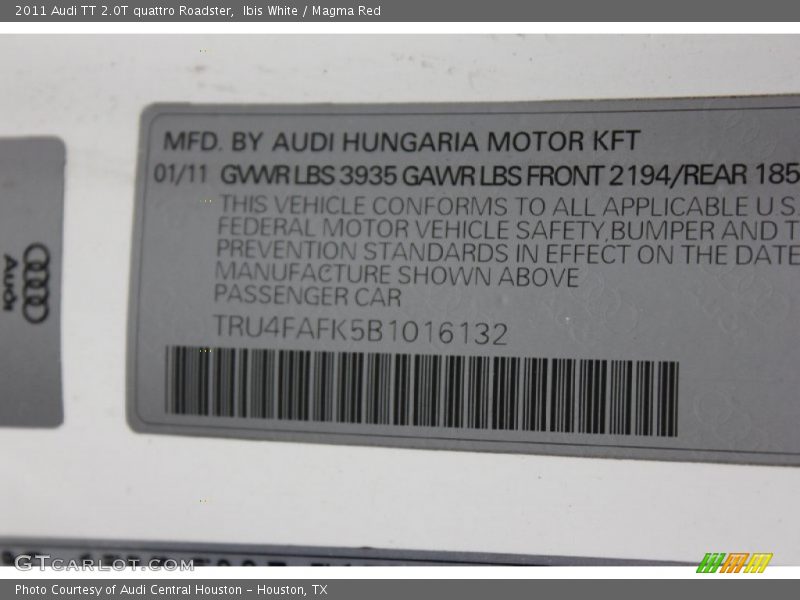 2011 Audi TT 2.0T quattro Roadster,  Ibis White / Magma Red
MFD. BY AUDI HUNGARIA MOTOR KFT
01/11 GVWR LBS 3935 GAWR LBS FRONT 2194/REAR 185
THIS VEHICLE CONFORMS TO ALL APPLICABLE U.S.
FEDERAL MOTOR VEHICLE SAFETY, BUMPER AND T
PREVENTION STANDARDS IN EFFECT ON THE DATE
MANUFACTURE SHOWN ABOVE
PASSENGER CAR
TRU4FAFK5B1016132
Audi
GTcarlot.com
Photo Courtesy of Audi Central Houston - Houston, TX